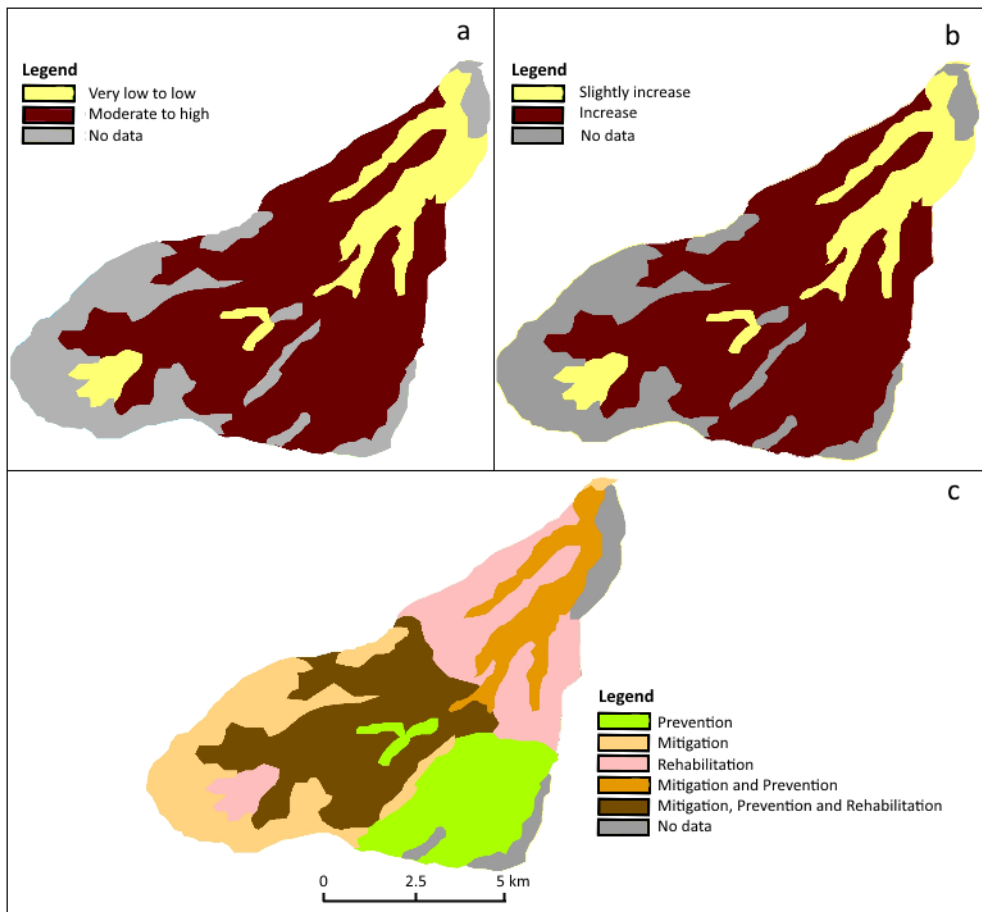 a
Legend
Very low to low
Moderate to high
No data
b
Legend
Slightly increase
Increase
No data
c
Legend
Prevention
Mitigation
Rehabilitation
Mitigation and Prevention
Mitigation, Prevention and Rehabilitation
No data
0 2.5 5 km